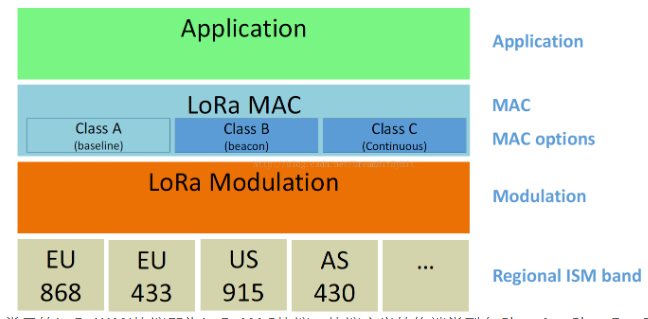 Application
Application
LoRa MAC
MAC
Class A
(baseline)
Class B
(beacon)
Class C
(Continuous)
MAC options
LoRa Modulation
Modulation
EU
868
EU
433
US
915
AS
430
...
Regional ISM band